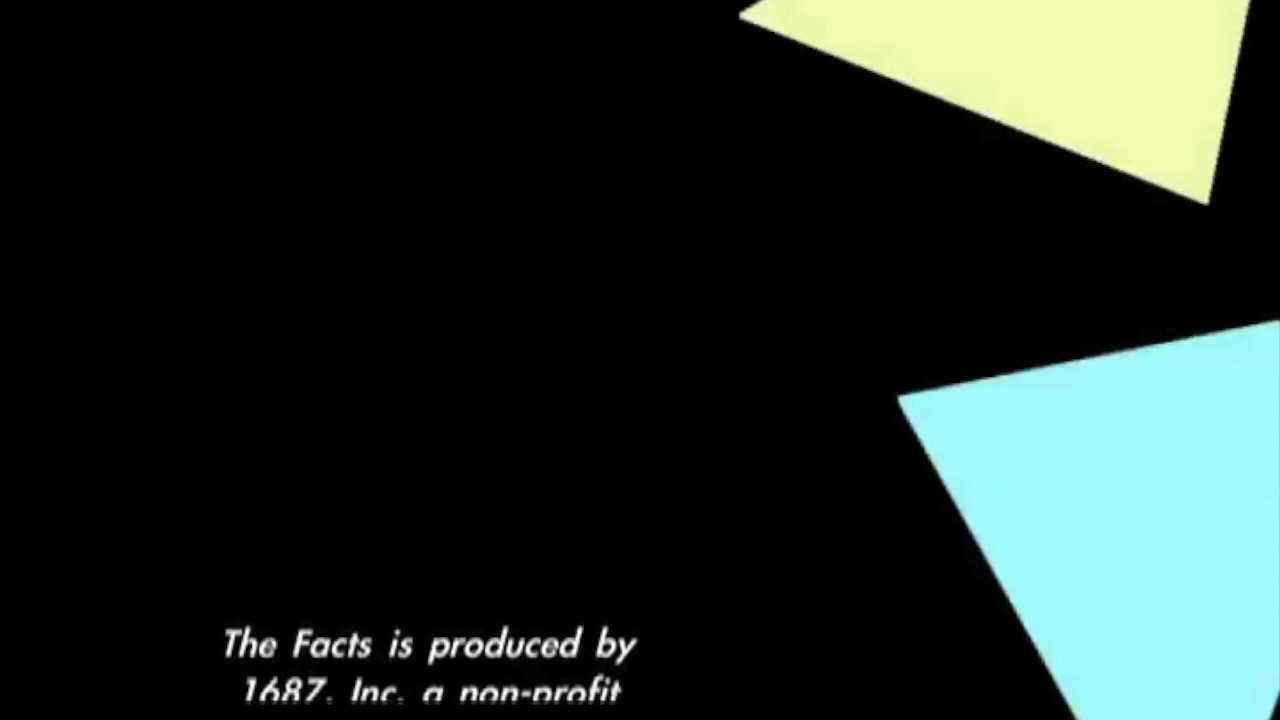 The Facts is produced by
1687, Inc. a non-profit